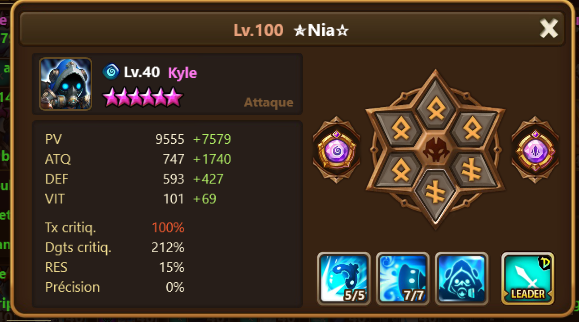 Lv.100 ★Nia☆
Lv.40 Kyle
Attaque
PV 9555 +7579
ATQ 747 +1740
DEF 593 +427
VIT 101 +69
Tx critiq. 100%
Dgts critiq. 212%
RES 15%
Précision 0%
5/5
7/7
D
LEADER